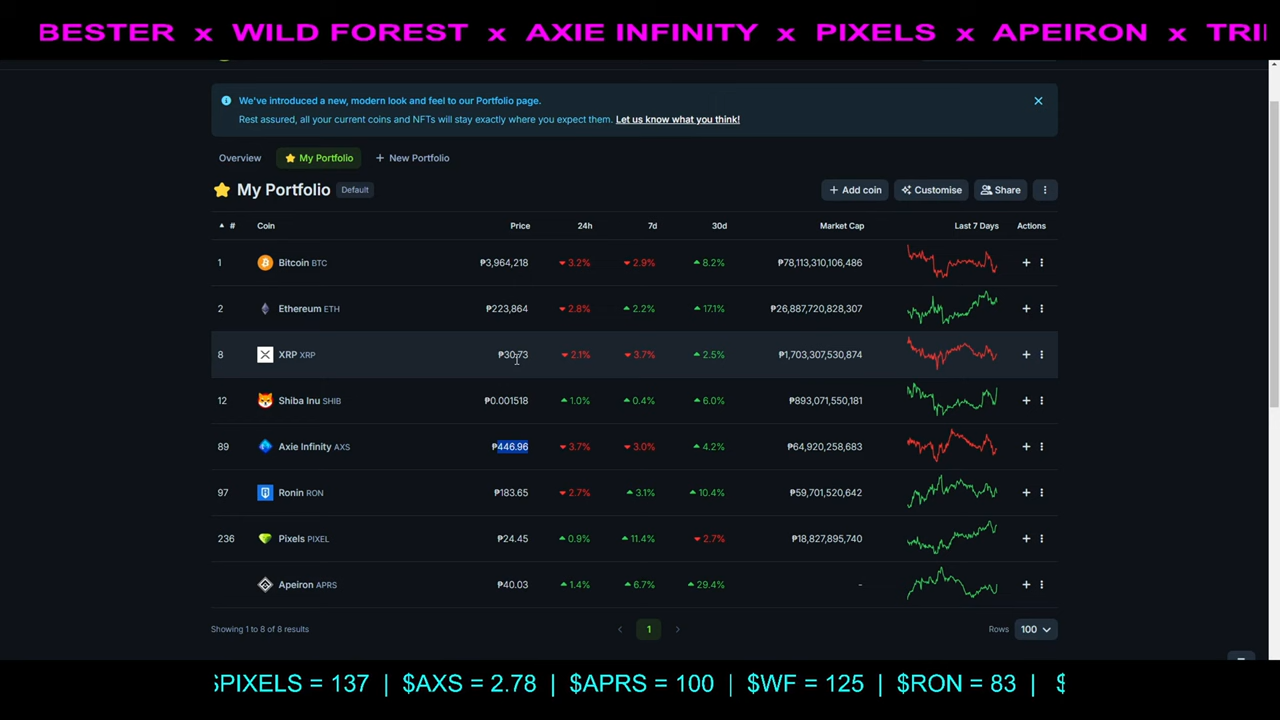 BESTER x WILD FOREST x AXIE INFINITY x PIXELS x APEIRON x TRI
We've introduced a new, modern look and feel to our Portfolio page.
Rest assured, all your current coins and NFTs will stay exactly where you expect them. Let us know what you think!
Overview My Portfolio + New Portfolio
My Portfolio Default + Add coin Customise Share
# Coin Price 24h 7d 30d Market Cap Last 7 Days Actions
1 Bitcoin BTC ₱3,964,218 3.2% 2.9% 8.2% ₱78,113,310,106,486
2 Ethereum ETH ₱223,864 2.8% 2.2% 17.1% ₱26,887,720,828,307
8 XRP XRP ₱30.73 2.1% 3.7% 2.5% ₱1,703,307,530,874
12 Shiba Inu SHIB ₱0.001518 1.0% 0.4% 6.0% ₱893,071,550,181
89 Axie Infinity AXS ₱446.96 3.7% 3.0% 4.2% ₱64,920,258,683
97 Ronin RON ₱183.65 2.7% 3.1% 10.4% ₱59,701,520,642
236 Pixels PIXEL ₱24.45 0.9% 11.4% 2.7% ₱18,827,895,740
Apeiron APRS ₱40.03 1.4% 6.7% 29.4% -
Showing 1 to 8 of 8 results 1 Rows 100
$PIXELS = 137 | $AXS = 2.78 | $APRS = 100 | $WF = 125 | $RON = 83 | $